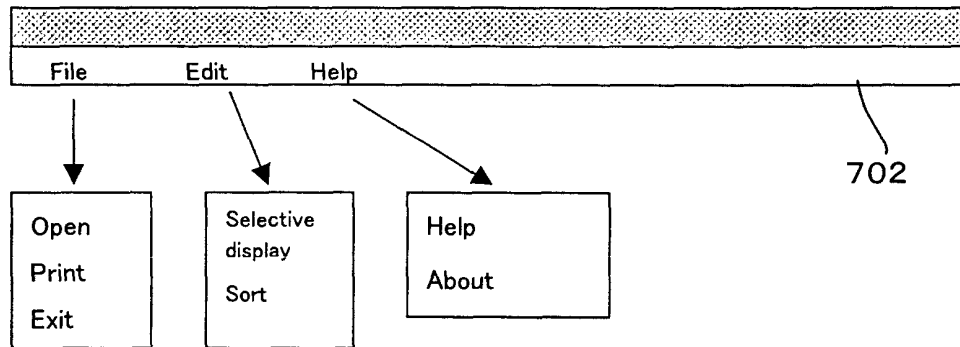 File Edit Help
702
Open
Print
Exit
Selective
display
Sort
Help
About